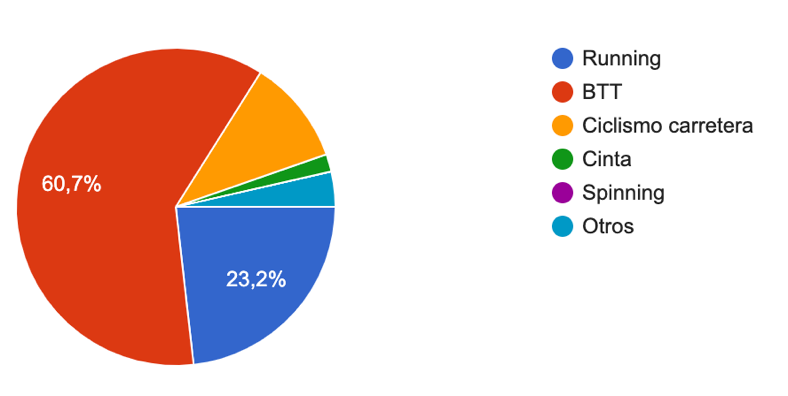 60,7%
23,2%
Running
BTT
Ciclismo carretera
Cinta
Spinning
Otros